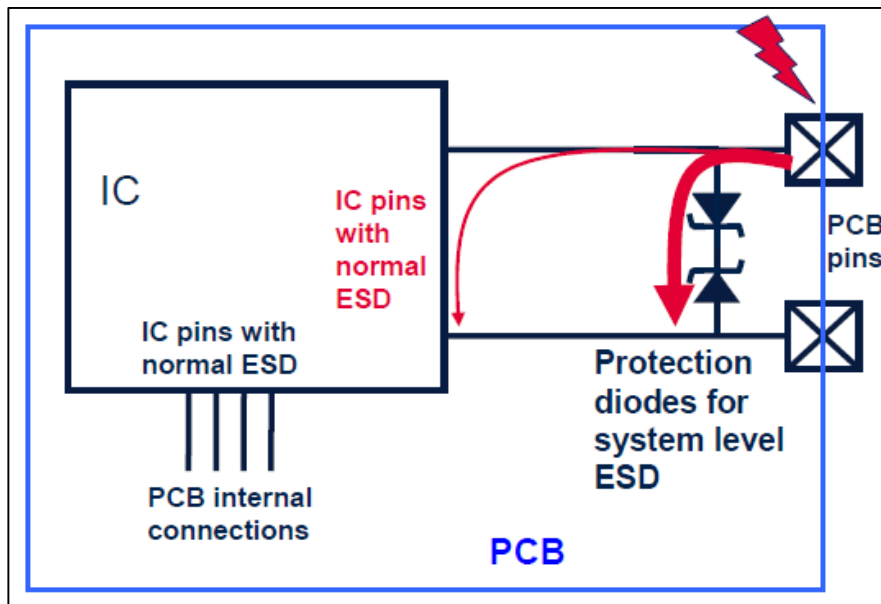 IC
IC pins
with
normal
ESD
PCB
pins
IC pins with
normal ESD
Protection
diodes for
system level
ESD
PCB internal
connections
PCB